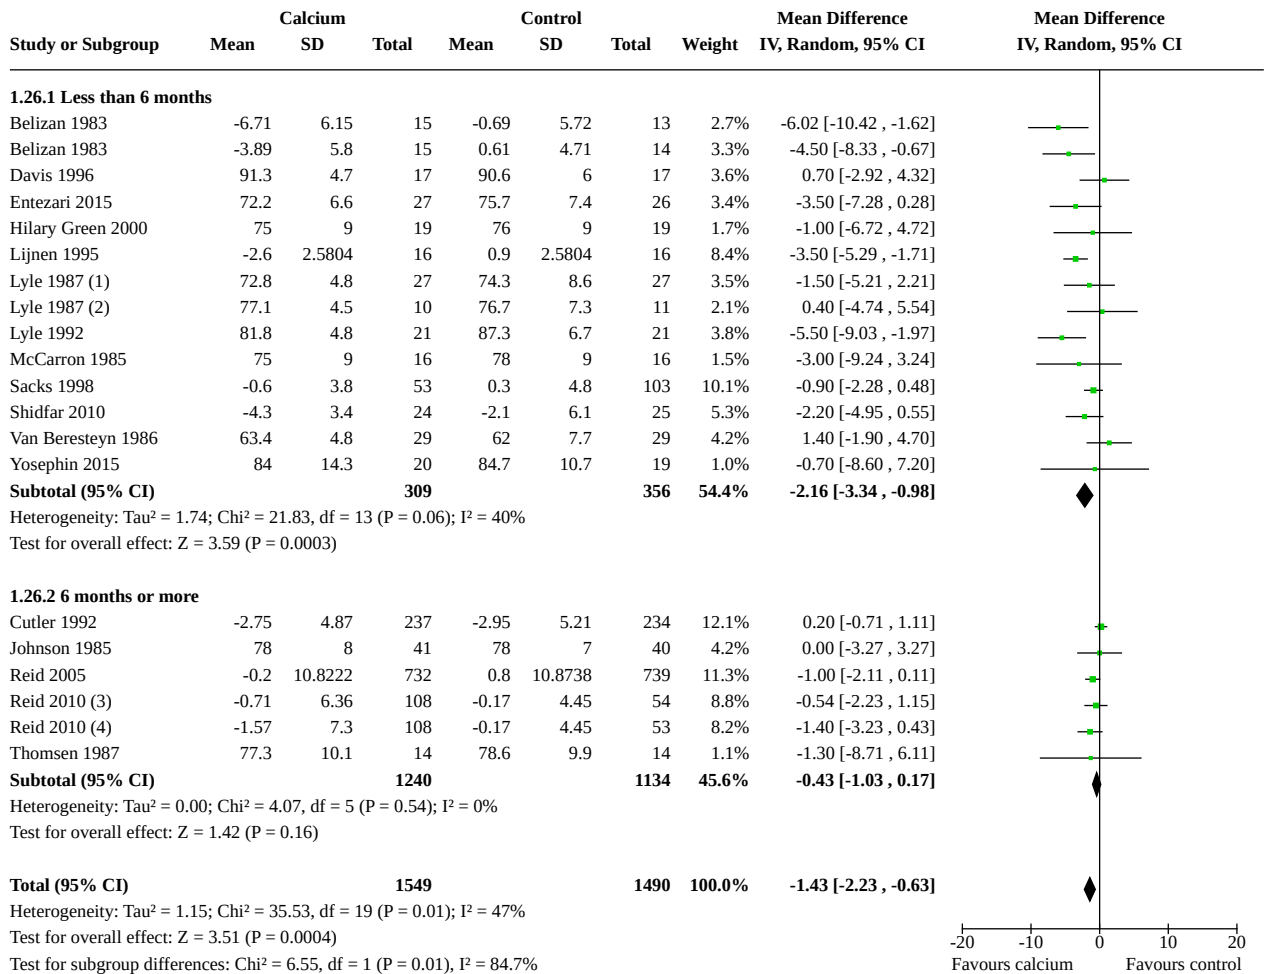 Calcium Control Mean Difference Mean Difference
Study or Subgroup Mean SD Total Mean SD Total Weight IV, Random, 95% CI IV, Random, 95% CI
1.26.1 Less than 6 months
Belizan 1983 -6.71 6.15 15 -0.69 5.72 13 2.7% -6.02 [-10.42 , -1.62]
Belizan 1983 -3.89 5.8 15 0.61 4.71 14 3.3% -4.50 [-8.33 , -0.67]
Davis 1996 91.3 4.7 17 90.6 6 17 3.6% 0.70 [-2.92 , 4.32]
Entezari 2015 72.2 6.6 27 75.7 7.4 26 3.4% -3.50 [-7.28 , 0.28]
Hilary Green 2000 75 9 19 76 9 19 1.7% -1.00 [-6.72 , 4.72]
Lijnen 1995 -2.6 2.5804 16 0.9 2.5804 16 8.4% -3.50 [-5.29 , -1.71]
Lyle 1987 (1) 72.8 4.8 27 74.3 8.6 27 3.5% -1.50 [-5.21 , 2.21]
Lyle 1987 (2) 77.1 4.5 10 76.7 7.3 11 2.1% 0.40 [-4.74 , 5.54]
Lyle 1992 81.8 4.8 21 87.3 6.7 21 3.8% -5.50 [-9.03 , -1.97]
McCarron 1985 75 9 16 78 9 16 1.5% -3.00 [-9.24 , 3.24]
Sacks 1998 -0.6 3.8 53 0.3 4.8 103 10.1% -0.90 [-2.28 , 0.48]
Shidfar 2010 -4.3 3.4 24 -2.1 6.1 25 5.3% -2.20 [-4.95 , 0.55]
Van Beresteyn 1986 63.4 4.8 29 62 7.7 29 4.2% 1.40 [-1.90 , 4.70]
Yosephin 2015 84 14.3 20 84.7 10.7 19 1.0% -0.70 [-8.60 , 7.20]
Subtotal (95% CI) 309 356 54.4% -2.16 [-3.34 , -0.98]
Heterogeneity: Tau² = 1.74; Chi² = 21.83, df = 13 (P = 0.06); I² = 40%
Test for overall effect: Z = 3.59 (P = 0.0003)
1.26.2 6 months or more
Cutler 1992 -2.75 4.87 237 -2.95 5.21 234 12.1% 0.20 [-0.71 , 1.11]
Johnson 1985 78 8 41 78 7 40 4.2% 0.00 [-3.27 , 3.27]
Reid 2005 -0.2 10.8222 732 0.8 10.8738 739 11.3% -1.00 [-2.11 , 0.11]
Reid 2010 (3) -0.71 6.36 108 -0.17 4.45 54 8.8% -0.54 [-2.23 , 1.15]
Reid 2010 (4) -1.57 7.3 108 -0.17 4.45 53 8.2% -1.40 [-3.23 , 0.43]
Thomsen 1987 77.3 10.1 14 78.6 9.9 14 1.1% -1.30 [-8.71 , 6.11]
Subtotal (95% CI) 1240 1134 45.6% -0.43 [-1.03 , 0.17]
Heterogeneity: Tau² = 0.00; Chi² = 4.07, df = 5 (P = 0.54); I² = 0%
Test for overall effect: Z = 1.42 (P = 0.16)
Total (95% CI) 1549 1490 100.0% -1.43 [-2.23 , -0.63]
Heterogeneity: Tau² = 1.15; Chi² = 35.53, df = 19 (P = 0.01); I² = 47%
Test for overall effect: Z = 3.51 (P = 0.0004)
Test for subgroup differences: Chi² = 6.55, df = 1 (P = 0.01), I² = 84.7%
-20 -10 0 10 20
Favours calcium Favours control